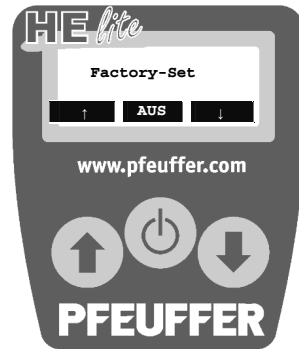 HE lite
Factory-Set
↑ AUS ↓
www.pfeuffer.com
PFEUFFER